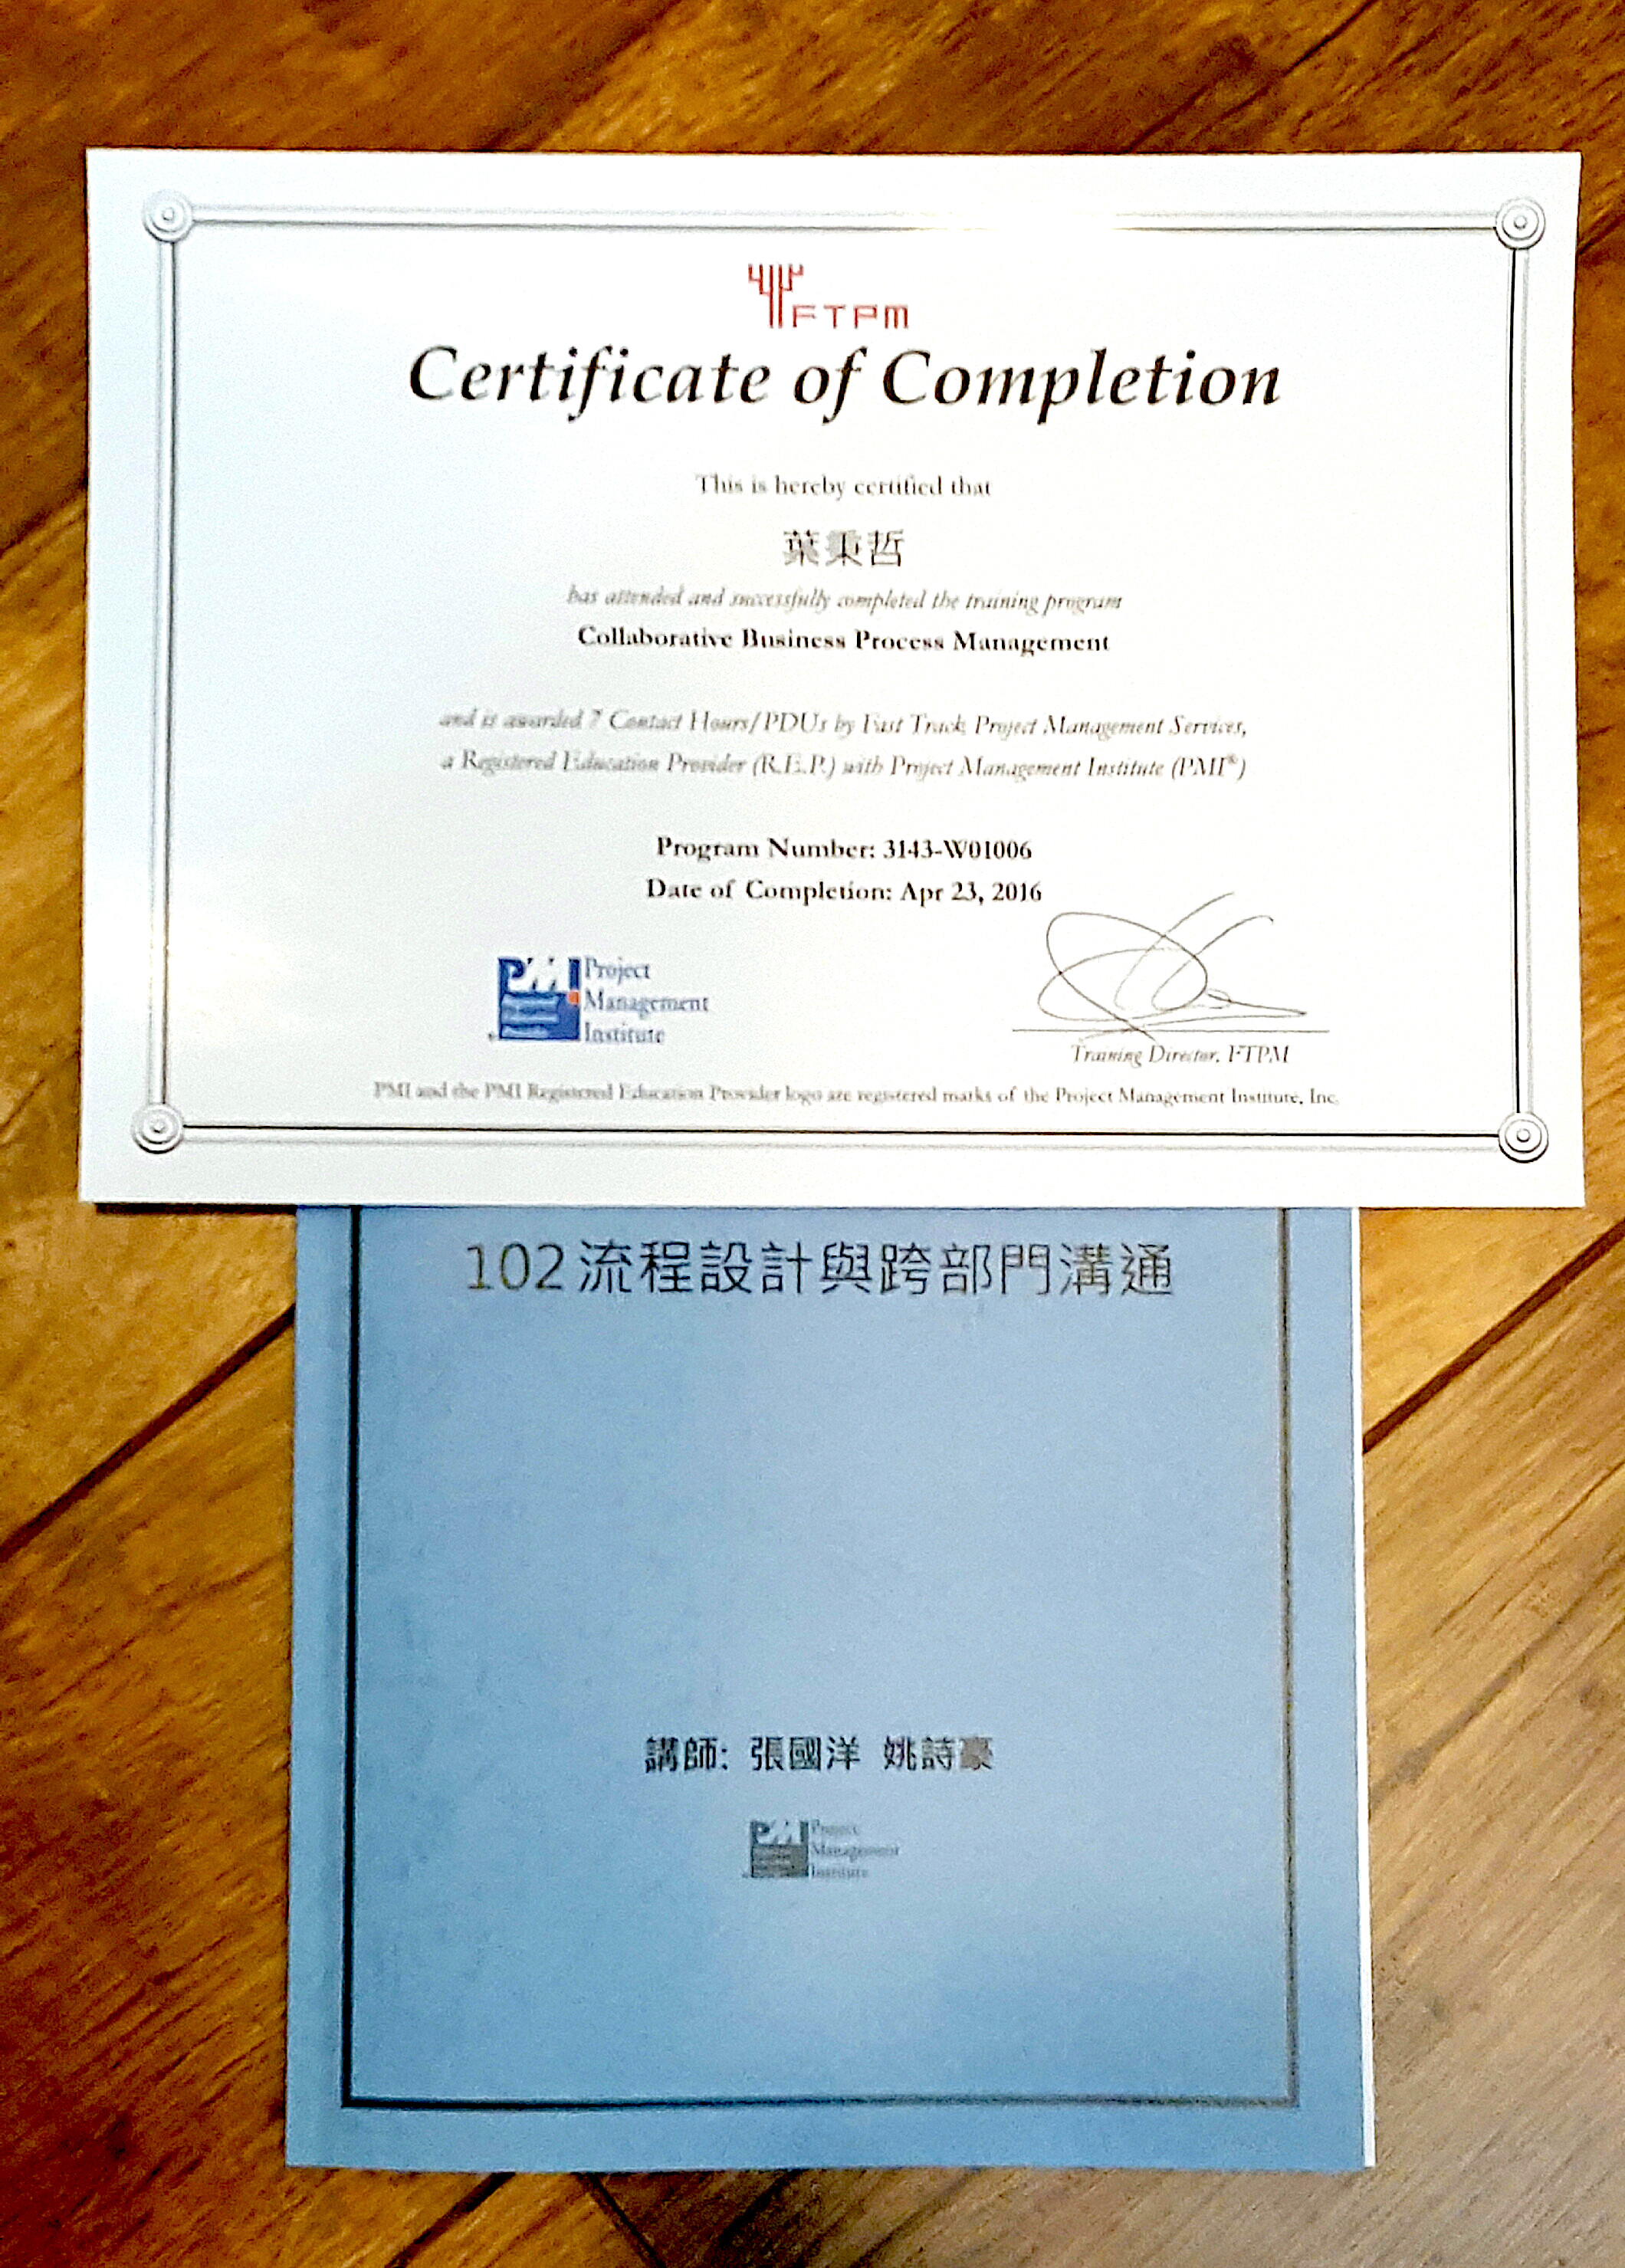 FTPM
Certificate of Completion
This is hereby certified that
葉秉哲
has attended and successfully completed the training program
Collaborative Business Process Management
and is awarded 7 Contact Hours/PDUs by Fast Track Project Management Services,
a Registered Education Provider (R.E.P.) with Project Management Institute (PMI®)
Program Number: 3143-W01006
Date of Completion: Apr 23, 2016
PMI Project
Management
Institute
Training Director, FTPM
PMI and the PMI Registered Education Provider logo are registered marks of the Project Management Institute, Inc.
102流程設計與跨部門溝通
講師: 張國洋 姚詩豪
PMI Project
Management
Institute